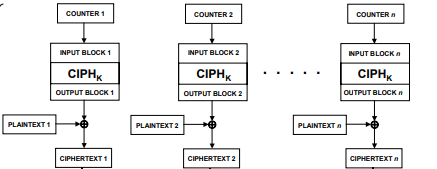 COUNTER 1 COUNTER 2 COUNTER n
INPUT BLOCK 1 INPUT BLOCK 2 INPUT BLOCK n
CIPHK CIPHK . . . . . CIPHK
OUTPUT BLOCK 1 OUTPUT BLOCK 2 OUTPUT BLOCK n
PLAINTEXT 1 PLAINTEXT 2 PLAINTEXT n
CIPHERTEXT 1 CIPHERTEXT 2 CIPHERTEXT n